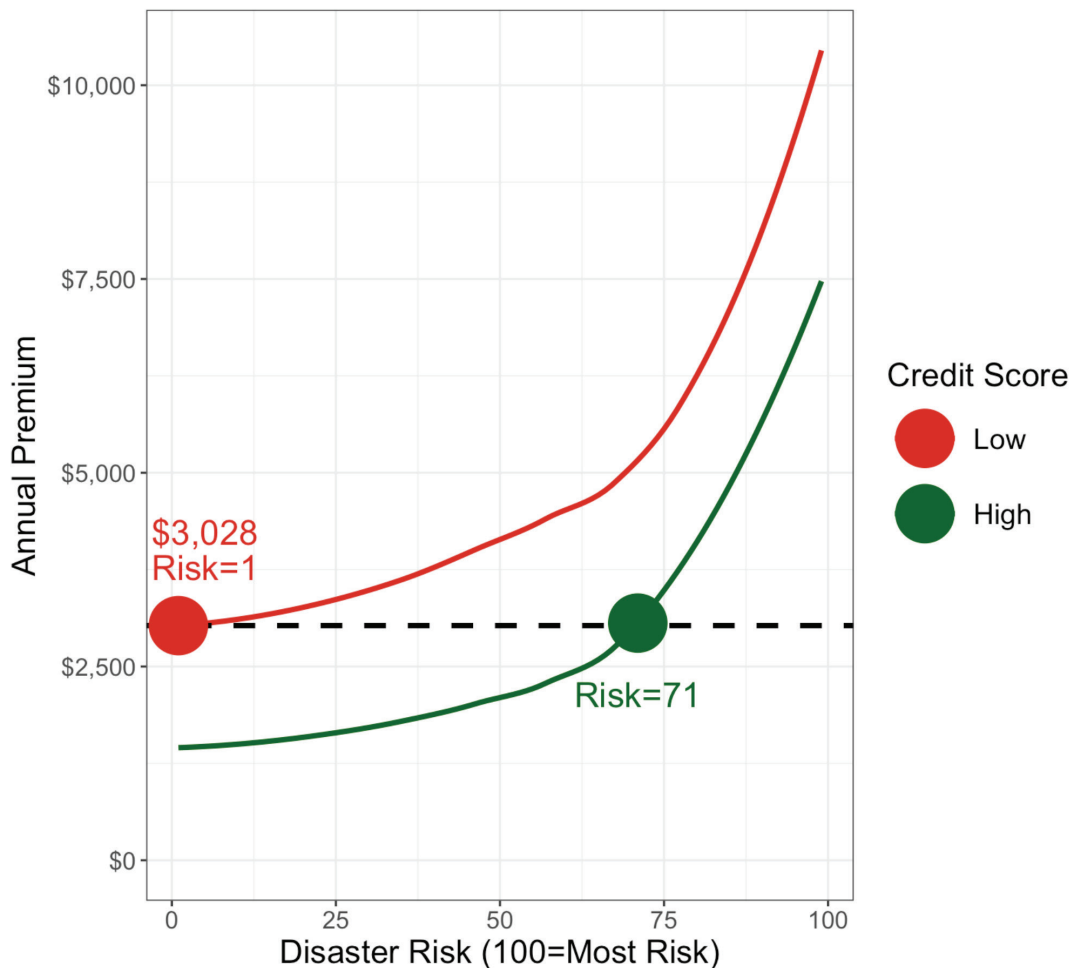 $10,000
$7,500
$5,000
$2,500
$0
Annual Premium
$3,028
Risk=1
Risk=71
0 25 50 75 100
Disaster Risk (100=Most Risk)
Credit Score
Low
High